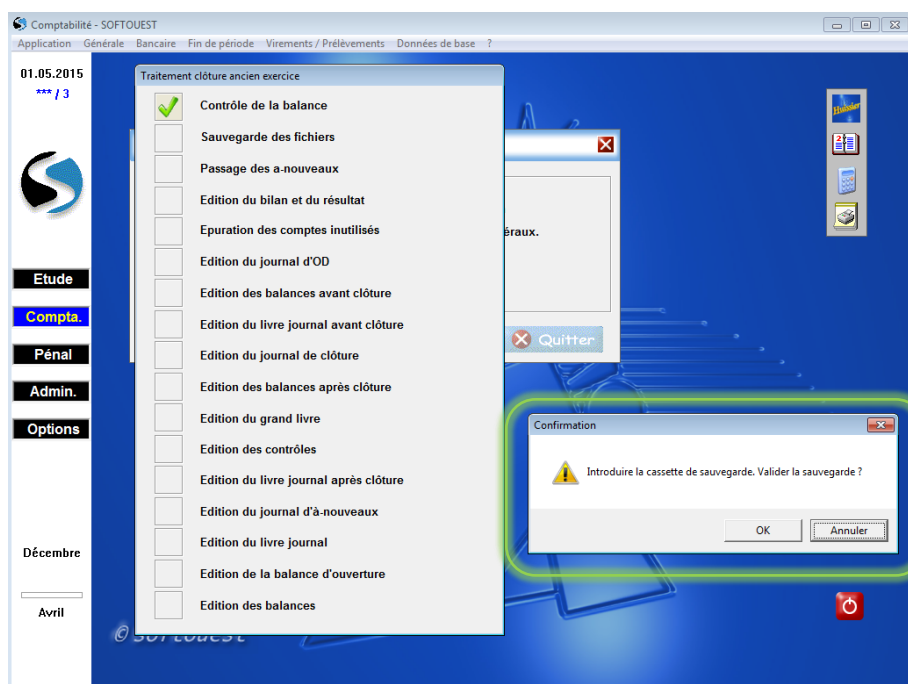 Comptabilité - SOFTOUEST
Application Générale Bancaire Fin de période Virements / Prélèvements Données de base ?
01.05.2015
*** / 3
Etude
Compta.
Pénal
Admin.
Options
Décembre
Avril
Traitement clôture ancien exercice
Contrôle de la balance
Sauvegarde des fichiers
Passage des a-nouveaux
Edition du bilan et du résultat
Epuration des comptes inutilisés
Edition du journal d'OD
Edition des balances avant clôture
Edition du livre journal avant clôture
Edition du journal de clôture
Edition des balances après clôture
Edition du grand livre
Edition des contrôles
Edition du livre journal après clôture
Edition du journal d'à-nouveaux
Edition du livre journal
Edition de la balance d'ouverture
Edition des balances
éraux.
Quitter
Huissier
Confirmation
Introduire la cassette de sauvegarde. Valider la sauvegarde ?
OK
Annuler